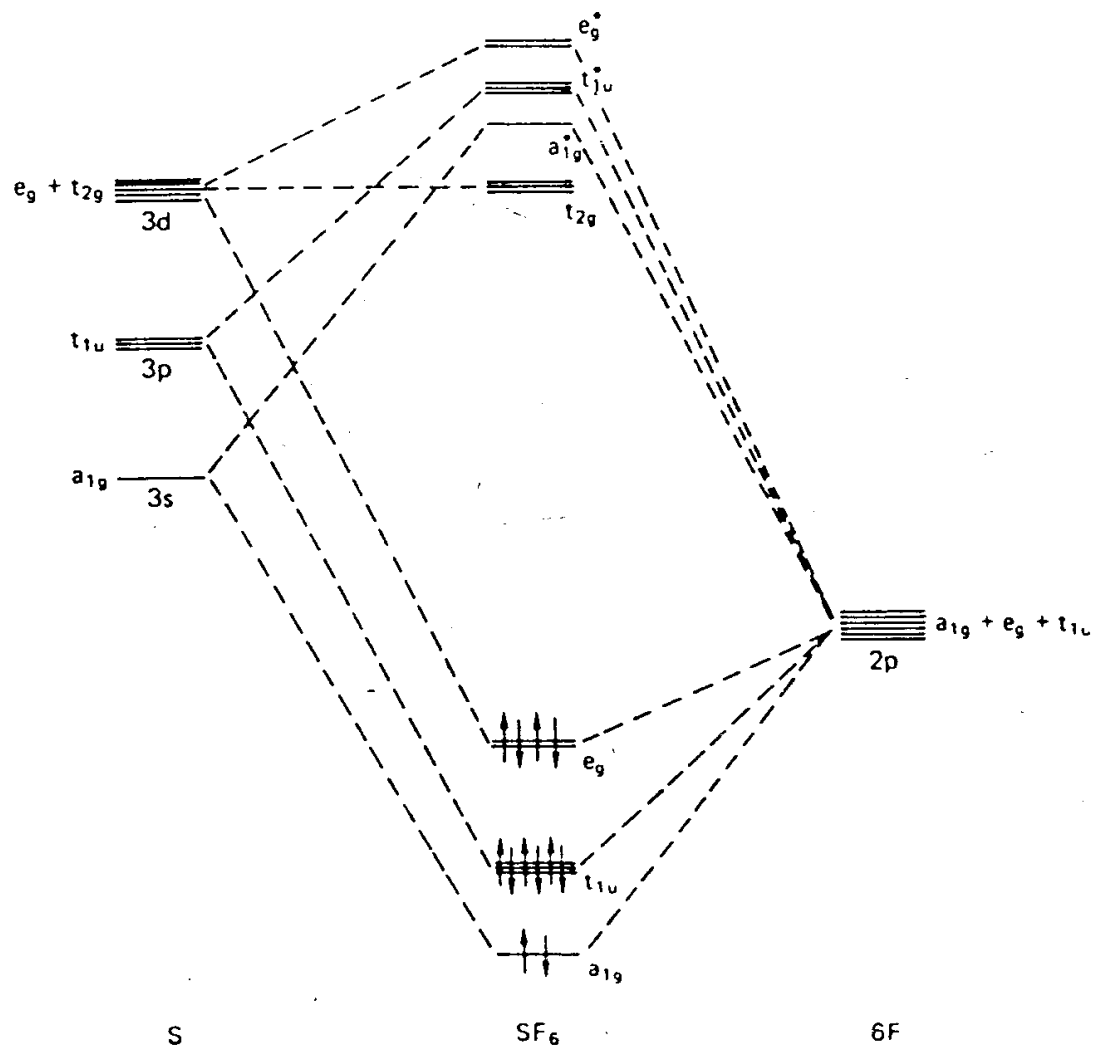 e_g*
t_1u*
a_1g*
e_g + t_2g
3d
t_2g
t_1u
3p
a_1g
3s
a_1g + e_g + t_1u
2p
e_g
t_1u
a_1g
S
SF₆
6F